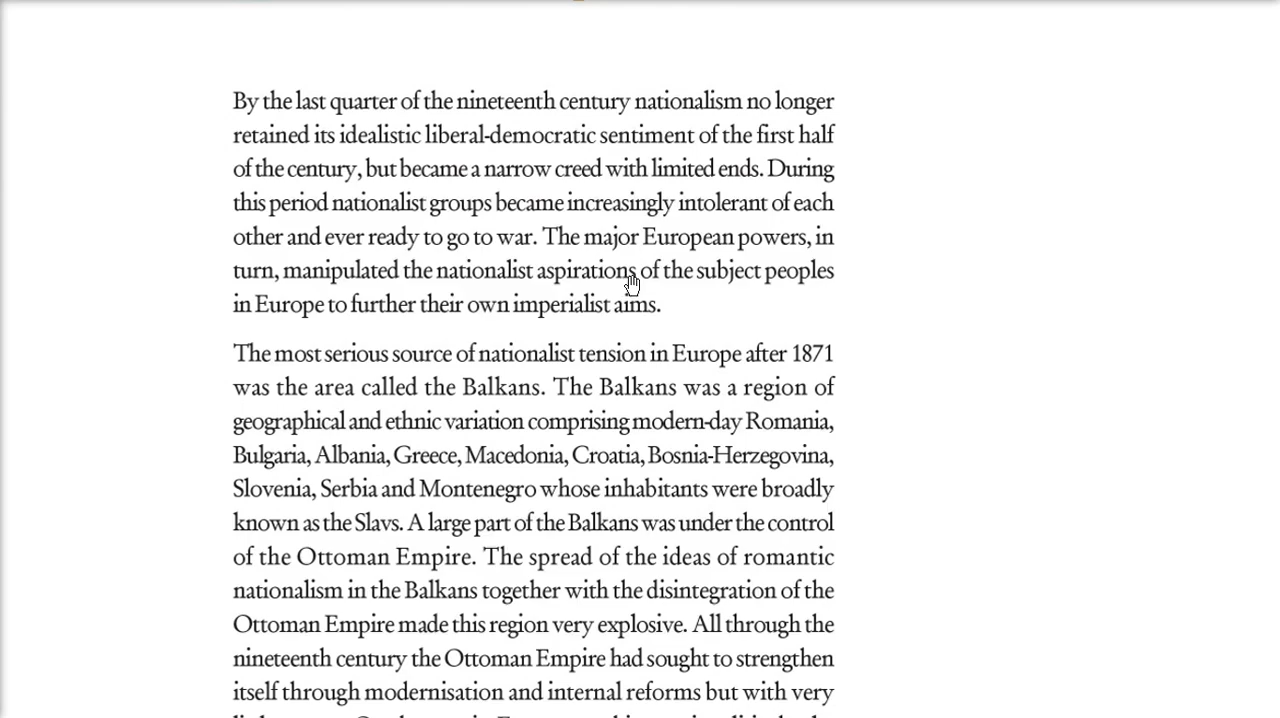 By the last quarter of the nineteenth century nationalism no longer
retained its idealistic liberal-democratic sentiment of the first half
of the century, but became a narrow creed with limited ends. During
this period nationalist groups became increasingly intolerant of each
other and ever ready to go to war. The major European powers, in
turn, manipulated the nationalist aspirations of the subject peoples
in Europe to further their own imperialist aims.
The most serious source of nationalist tension in Europe after 1871
was the area called the Balkans. The Balkans was a region of
geographical and ethnic variation comprising modern-day Romania,
Bulgaria, Albania, Greece, Macedonia, Croatia, Bosnia-Herzegovina,
Slovenia, Serbia and Montenegro whose inhabitants were broadly
known as the Slavs. A large part of the Balkans was under the control
of the Ottoman Empire. The spread of the ideas of romantic
nationalism in the Balkans together with the disintegration of the
Ottoman Empire made this region very explosive. All through the
nineteenth century the Ottoman Empire had sought to strengthen
itself through modernisation and internal reforms but with very